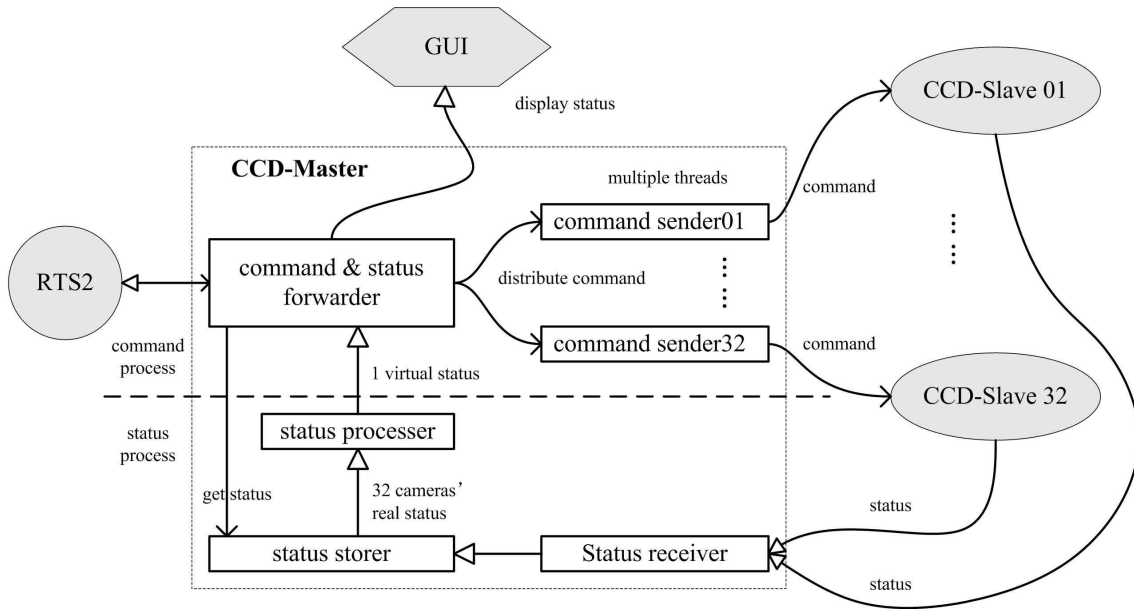 GUI
display status
CCD-Slave 01
CCD-Master
multiple threads
command
command sender01
RTS2
command & status
forwarder
distribute command
command sender32
command
command
process
1 virtual status
CCD-Slave 32
status
process
status processer
get status
32 cameras’
real status
status
status storer
Status receiver
status